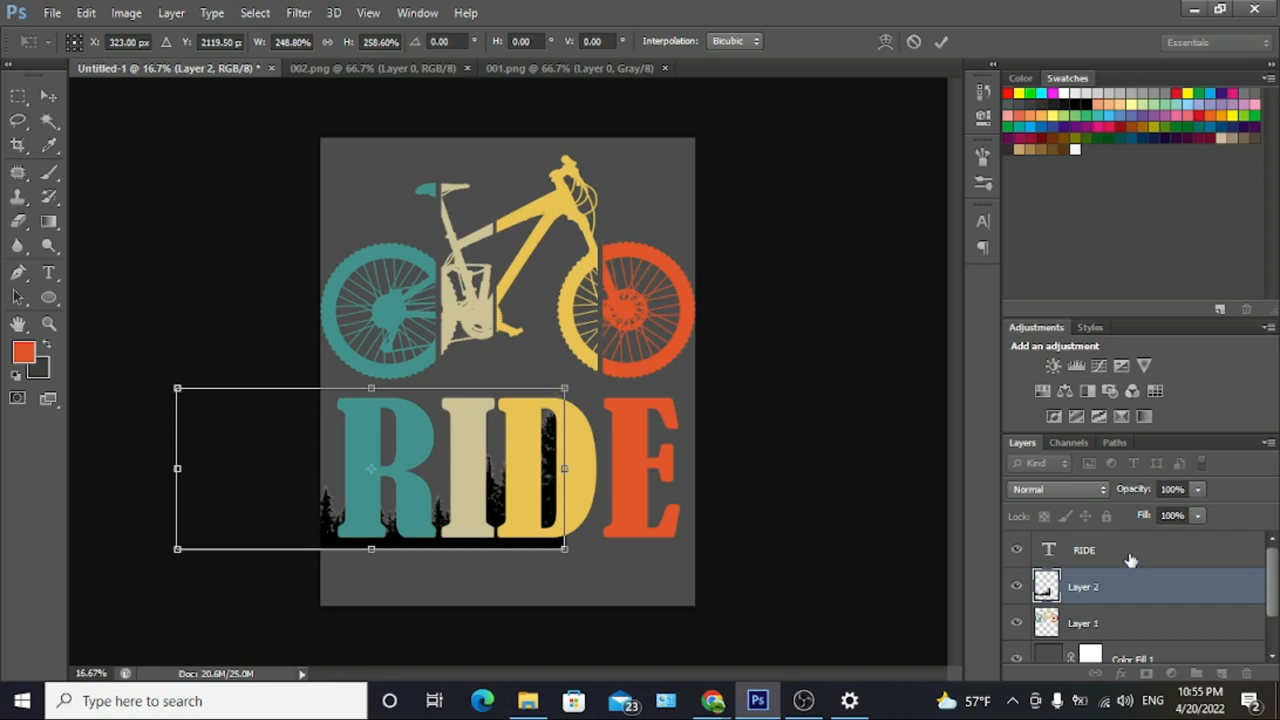 Ps File Edit Image Layer Type Select Filter 3D View Window Help
X: 323.00 px Y: 2119.50 p W: 248.80% H: 258.60% 0.00 ° H: 0.00 ° V: 0.00 ° Interpolation: Bicubic Essentials
Untitled-1 @ 16.7% (Layer 2, RGB/8) * × 002.png @ 66.7% (Layer 0, RGB/8) × 001.png @ 66.7% (Layer 0, Gray/8) ×
Color Swatches
RIDE
Adjustments Styles
Add an adjustment
Layers Channels Paths
Kind
Normal Opacity: 100%
Lock: Fill: 100%
T RIDE
Layer 2
Layer 1
Color Fill 1
16.67% Doc: 20.6M/25.0M
Type here to search
23
Ps
57°F
ENG
10:55 PM
4/20/2022
2